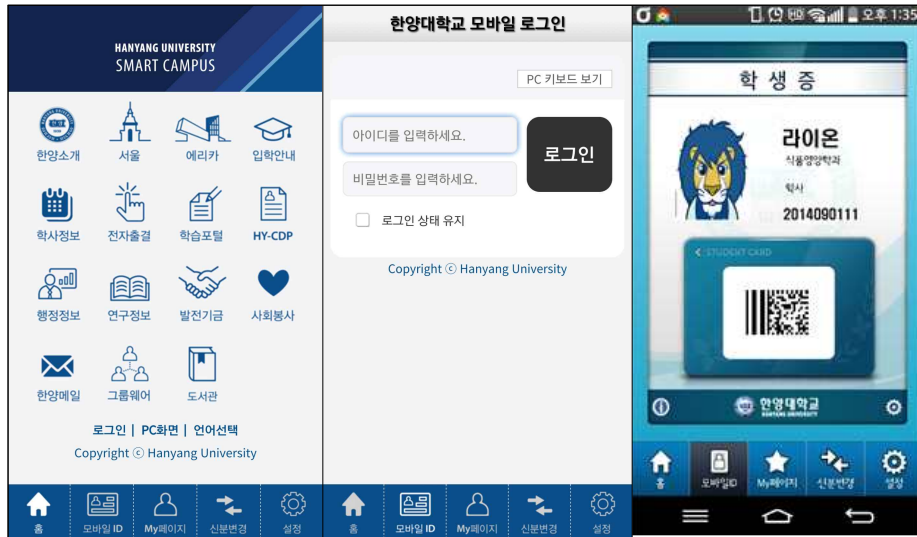 HANYANG UNIVERSITY
SMART CAMPUS
한양소개 서울 에리카 입학안내
학사정보 전자출결 학습포털 HY-CDP
행정정보 연구정보 발전기금 사회봉사
한양메일 그룹웨어 도서관
로그인 | PC화면 | 언어선택
Copyright ⓒ Hanyang University
홈 모바일 ID My페이지 신분변경 설정
한양대학교 모바일 로그인
PC 키보드 보기
아이디를 입력하세요.
비밀번호를 입력하세요.
로그인
로그인 상태 유지
Copyright ⓒ Hanyang University
홈 모바일 ID My페이지 신분변경 설정
오후 1:35
학 생 증
라이온
식품영양학과
학사
2014090111
< STUDENT CARD
한양대학교
HANYANG UNIVERSITY
홈 모바일ID My페이지 신분변경 설정